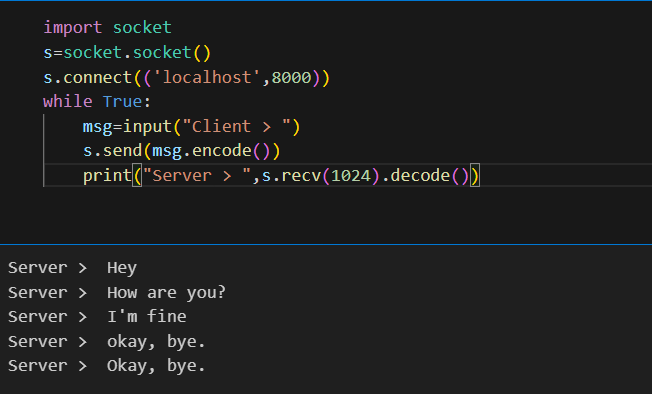 import socket
s=socket.socket()
s.connect(('localhost',8000))
while True:
    msg=input("Client > ")
    s.send(msg.encode())
    print("Server > ",s.recv(1024).decode())
Server >  Hey
Server >  How are you?
Server >  I'm fine
Server >  okay, bye.
Server >  Okay, bye.